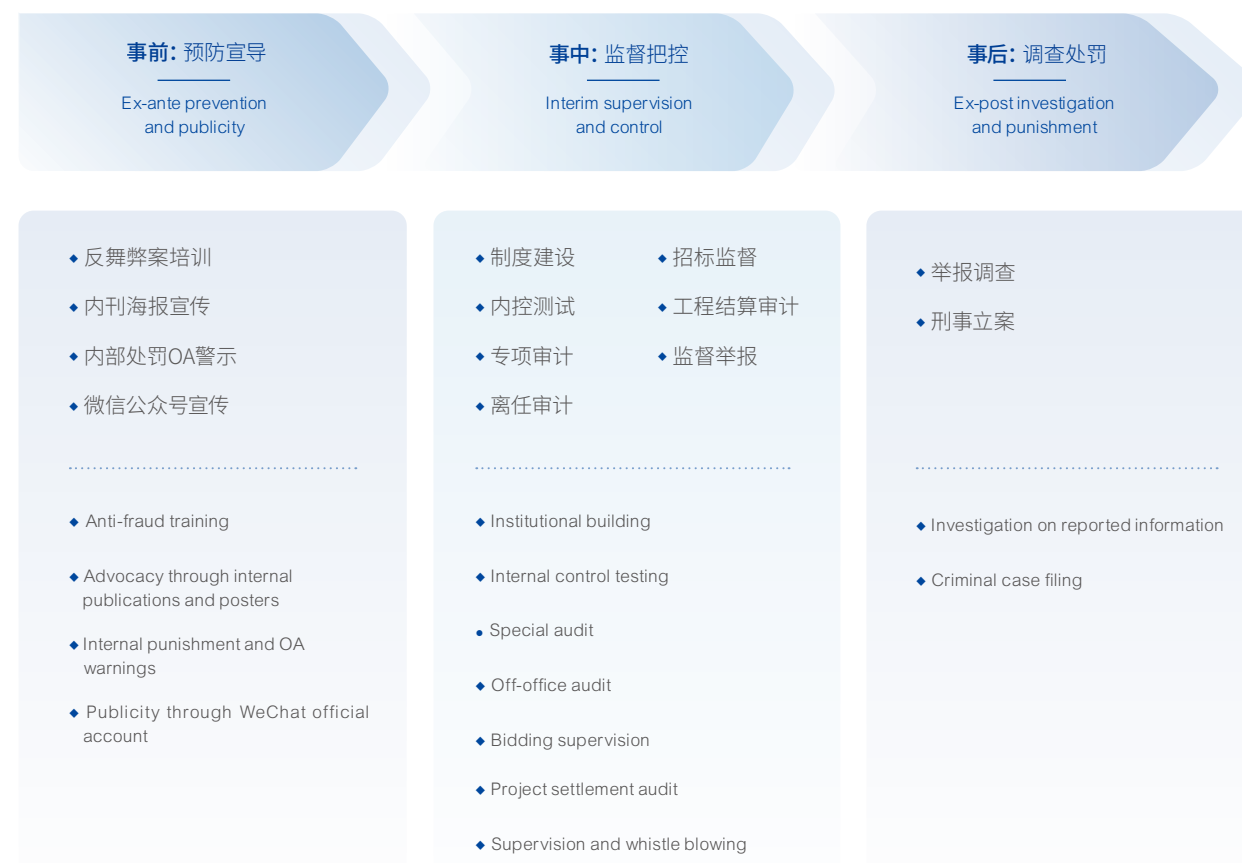 事前：预防宣导
Ex-ante prevention
and publicity
事中：监督把控
Interim supervision
and control
事后：调查处罚
Ex-post investigation
and punishment
反舞弊案培训
内刊海报宣传
内部处罚OA警示
微信公众号宣传
Anti-fraud training
Advocacy through internal
publications and posters
Internal punishment and OA
warnings
Publicity through WeChat official
account
制度建设
内控测试
专项审计
离任审计
招标监督
工程结算审计
监督举报
Institutional building
Internal control testing
Special audit
Off-office audit
Bidding supervision
Project settlement audit
Supervision and whistle blowing
举报调查
刑事立案
Investigation on reported information
Criminal case filing